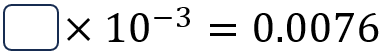 □ × 10⁻³ = 0.0076